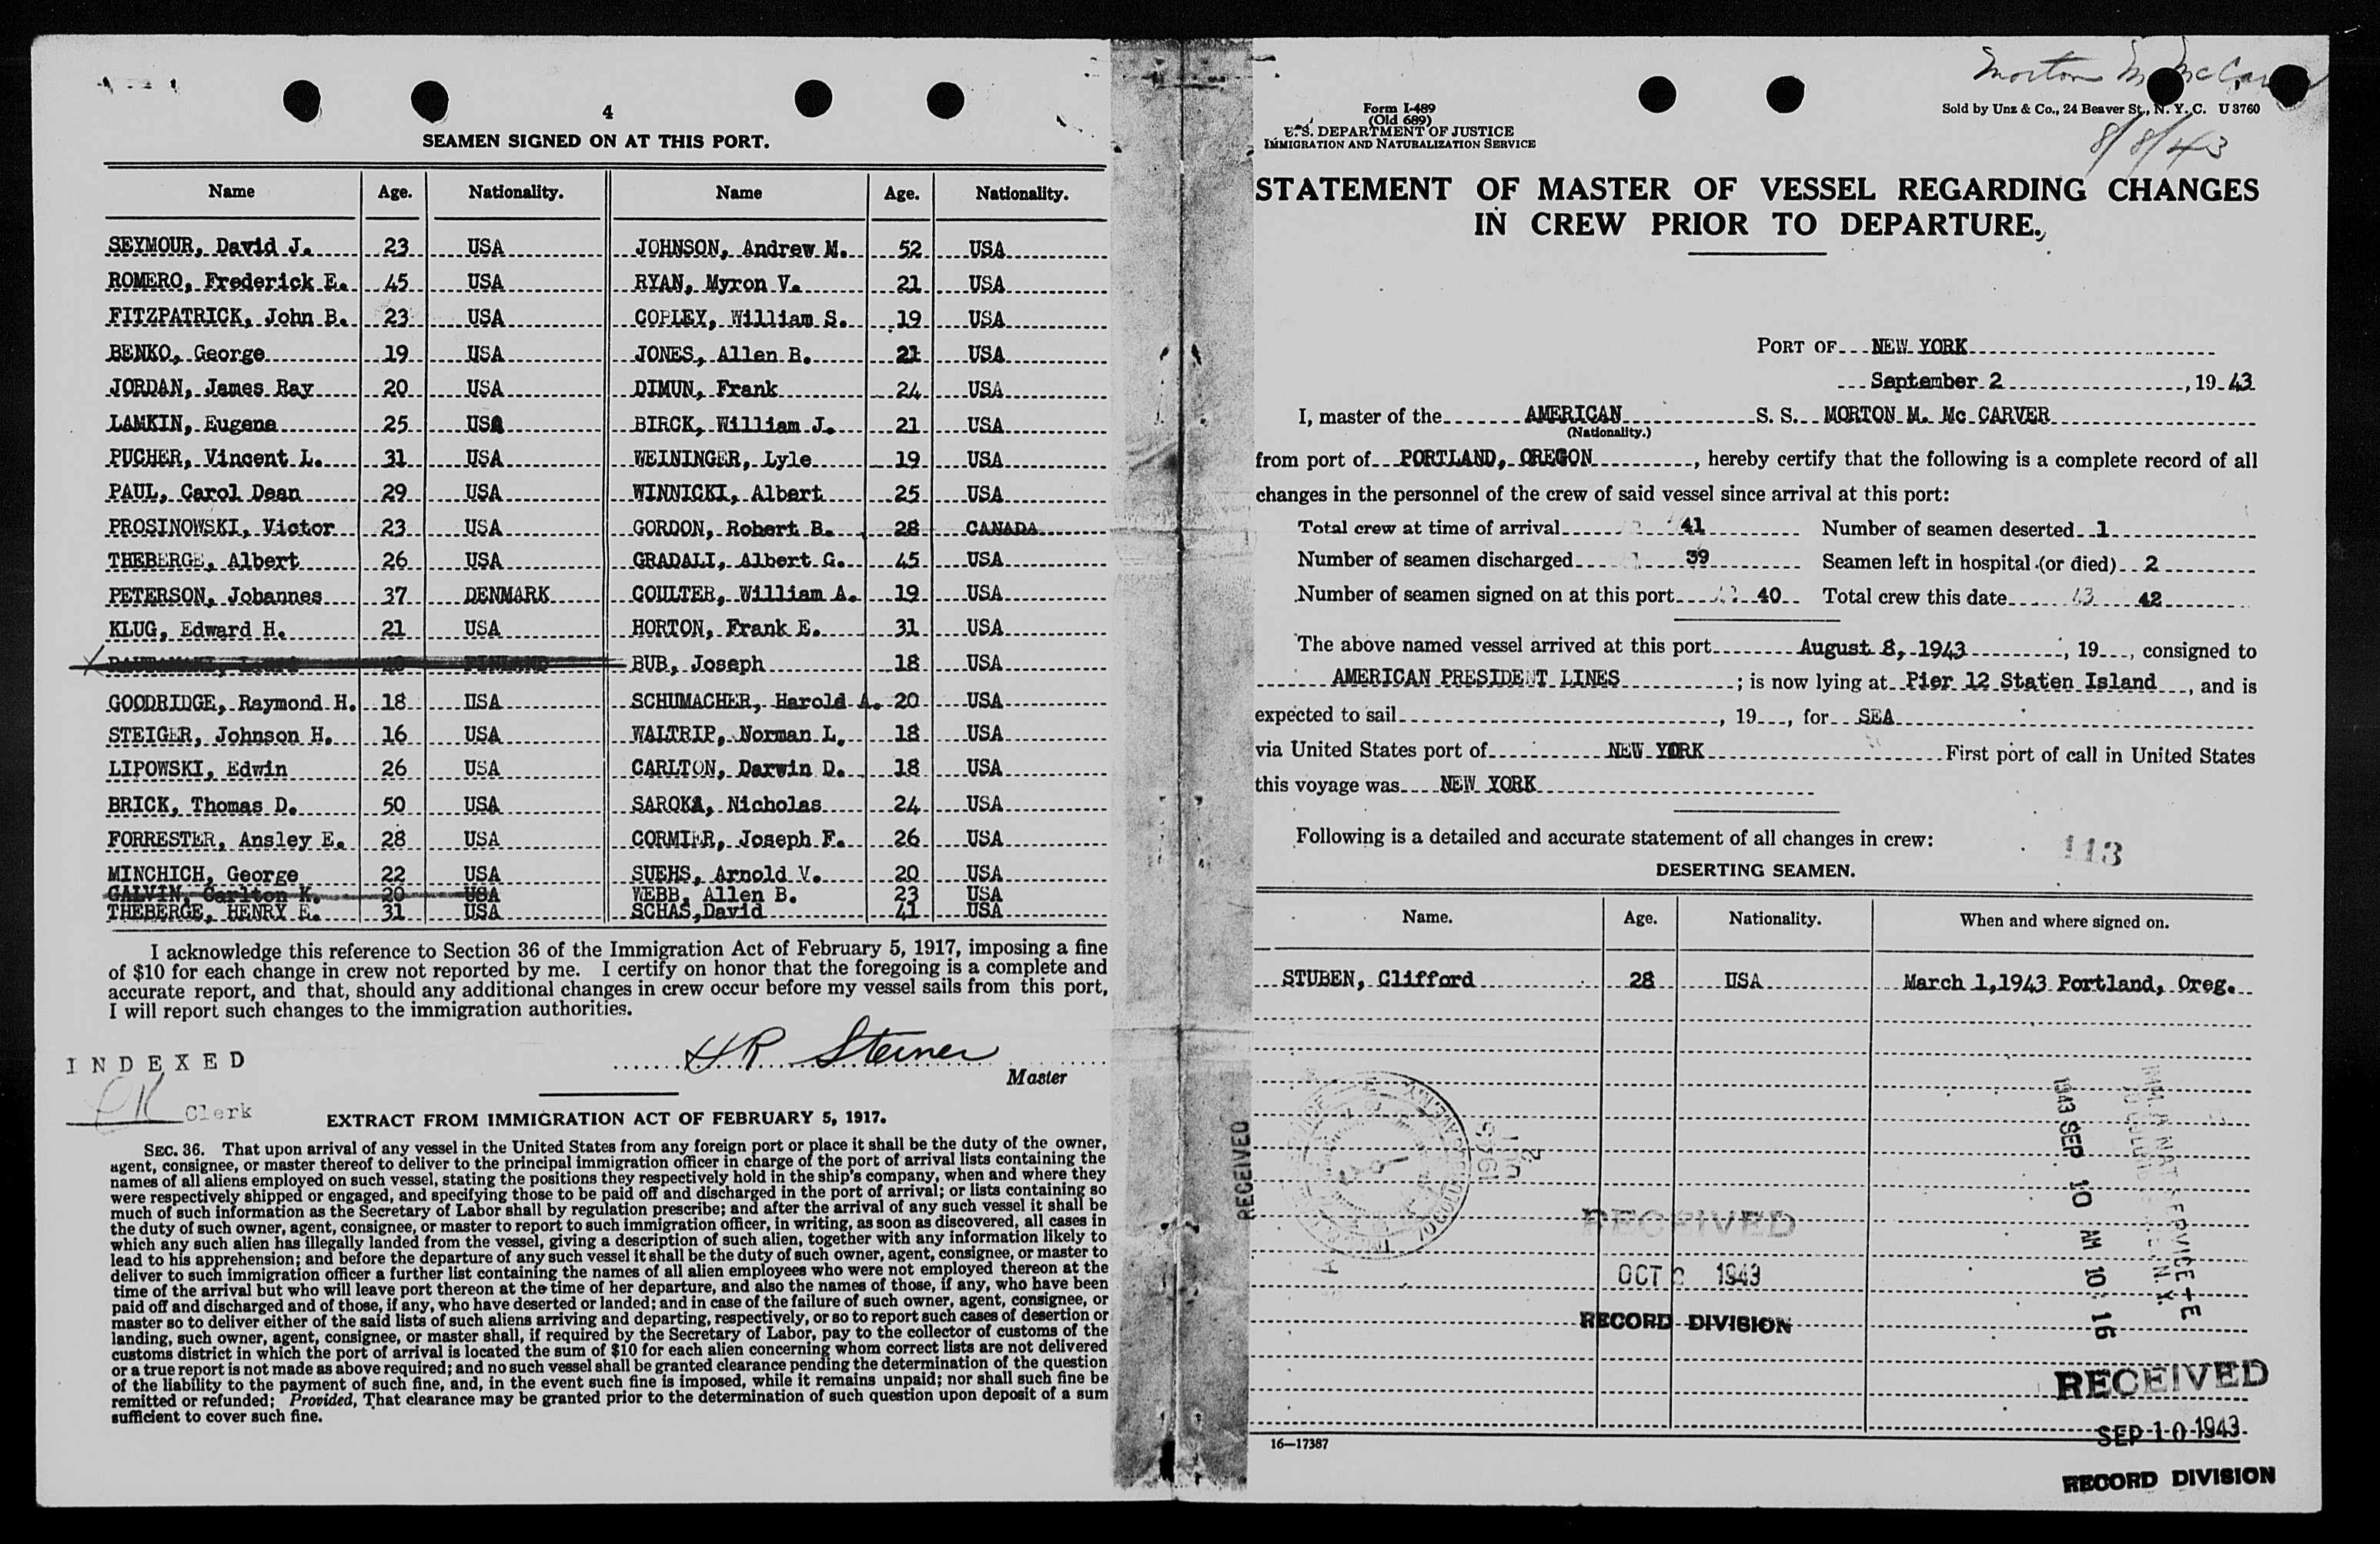 4
SEAMEN SIGNED ON AT THIS PORT.
Name Age. Nationality. Name Age. Nationality.
SEYMOUR, David J. 23 USA JOHNSON, Andrew M. 52 USA
ROMERO, Frederick E. 45 USA RYAN, Myron V. 21 USA
FITZPATRICK, John B. 23 USA COPLEY, William S. 19 USA
BENKO, George 19 USA JONES, Allen B. 21 USA
JORDAN, James Ray 20 USA DIMUN, Frank 24 USA
LAMKIN, Eugene 25 USA BIRCK, William J. 21 USA
PUCHER, Vincent L. 31 USA WEININGER, Lyle 19 USA
PAUL, Carol Dean 29 USA WINNICKI, Albert 25 USA
PROSINOWSKI, Victor 23 USA GORDON, Robert B. 28 CANADA
THEBERGE, Albert 26 USA GRADALI, Albert G. 45 USA
PETERSON, Johannes 37 DENMARK COULTER, William A. 19 USA
KLUG, Edward H. 21 USA HORTON, Frank E. 31 USA
FINLAND BUB, Joseph 18 USA
GOODRIDGE, Raymond H. 18 USA SCHUMACHER, Harold A. 20 USA
STEIGER, Johnson H. 16 USA WALTRIP, Norman L. 18 USA
LIPOWSKI, Edwin 26 USA CARLTON, Darwin D. 18 USA
BRICK, Thomas D. 50 USA SAROKA, Nicholas 24 USA
FORRESTER, Ansley E. 28 USA CORMIER, Joseph F. 26 USA
MINCHICH, George 22 USA SUEHS, Arnold V. 20 USA
GALVIN, Carlton K. 20 USA WEBB, Allen B. 23 USA
THEBERGE, HENRY E. 31 USA SCHAS, David 41 USA
I acknowledge this reference to Section 36 of the Immigration Act of February 5, 1917, imposing a fine
of $10 for each change in crew not reported by me. I certify on honor that the foregoing is a complete and
accurate report, and that, should any additional changes in crew occur before my vessel sails from this port,
I will report such changes to the immigration authorities.
HR Steiner
Master
INDEXED
Clerk
EXTRACT FROM IMMIGRATION ACT OF FEBRUARY 5, 1917.
SEC. 36. That upon arrival of any vessel in the United States from any foreign port or place it shall be the duty of the owner,
agent, consignee, or master thereof to deliver to the principal immigration officer in charge of the port of arrival lists containing the
names of all aliens employed on such vessel, stating the positions they respectively hold in the ship's company, when and where they
were respectively shipped or engaged, and specifying those to be paid off and discharged in the port of arrival; or lists containing so
much of such information as the Secretary of Labor shall by regulation prescribe; and after the arrival of any such vessel it shall be
the duty of such owner, agent, consignee, or master to report to such immigration officer, in writing, as soon as discovered, all cases in
which any such alien has illegally landed from the vessel, giving a description of such alien, together with any information likely to
lead to his apprehension; and before the departure of any such vessel it shall be the duty of such owner, agent, consignee, or master to
deliver to such immigration officer a further list containing the names of all alien employees who were not employed thereon at the
time of the arrival but who will leave port thereon at the time of her departure, and also the names of those, if any, who have been
paid off and discharged and of those, if any, who have deserted or landed; and in case of the failure of such owner, agent, consignee, or
master so to deliver either of the said lists of such aliens arriving and departing, respectively, or so to report such cases of desertion or
landing, such owner, agent, consignee, or master shall, if required by the Secretary of Labor, pay to the collector of customs of the
customs district in which the port of arrival is located the sum of $10 for each alien concerning whom correct lists are not delivered
or a true report is not made as above required; and no such vessel shall be granted clearance pending the determination of the question
of the liability to the payment of such fine, and, in the event such fine is imposed, while it remains unpaid; nor shall such fine be
remitted or refunded; Provided, That clearance may be granted prior to the determination of such question upon deposit of a sum
sufficient to cover such fine.
Morton M McCar
Form I-489
(Old 689)
U.S. DEPARTMENT OF JUSTICE
IMMIGRATION AND NATURALIZATION SERVICE
Sold by Unz & Co., 24 Beaver St., N. Y. C. U 3760
8/8/43
STATEMENT OF MASTER OF VESSEL REGARDING CHANGES
IN CREW PRIOR TO DEPARTURE.
PORT OF NEW YORK
September 2, 1943
I, master of the AMERICAN S. S. MORTON M. Mc CARVER
(Nationality.)
from port of PORTLAND, OREGON, hereby certify that the following is a complete record of all
changes in the personnel of the crew of said vessel since arrival at this port:
Total crew at time of arrival 41 Number of seamen deserted 1
Number of seamen discharged 39 Seamen left in hospital (or died) 2
Number of seamen signed on at this port 40 Total crew this date 43 42
The above named vessel arrived at this port August 8, 1943, 19, consigned to
AMERICAN PRESIDENT LINES; is now lying at Pier 12 Staten Island, and is
expected to sail, 19, for SEA
via United States port of NEW YORK First port of call in United States
this voyage was NEW YORK
Following is a detailed and accurate statement of all changes in crew:
113
DESERTING SEAMEN.
Name. Age. Nationality. When and where signed on.
STUBEN, Clifford 28 USA March 1, 1943 Portland, Oreg.
RECEIVED
1943 SEP 10 AM 10:16
RECEIVED
OCT 2 1943
RECORD DIVISION
RECEIVED
SEP 10 1943
RECORD DIVISION
16—17387